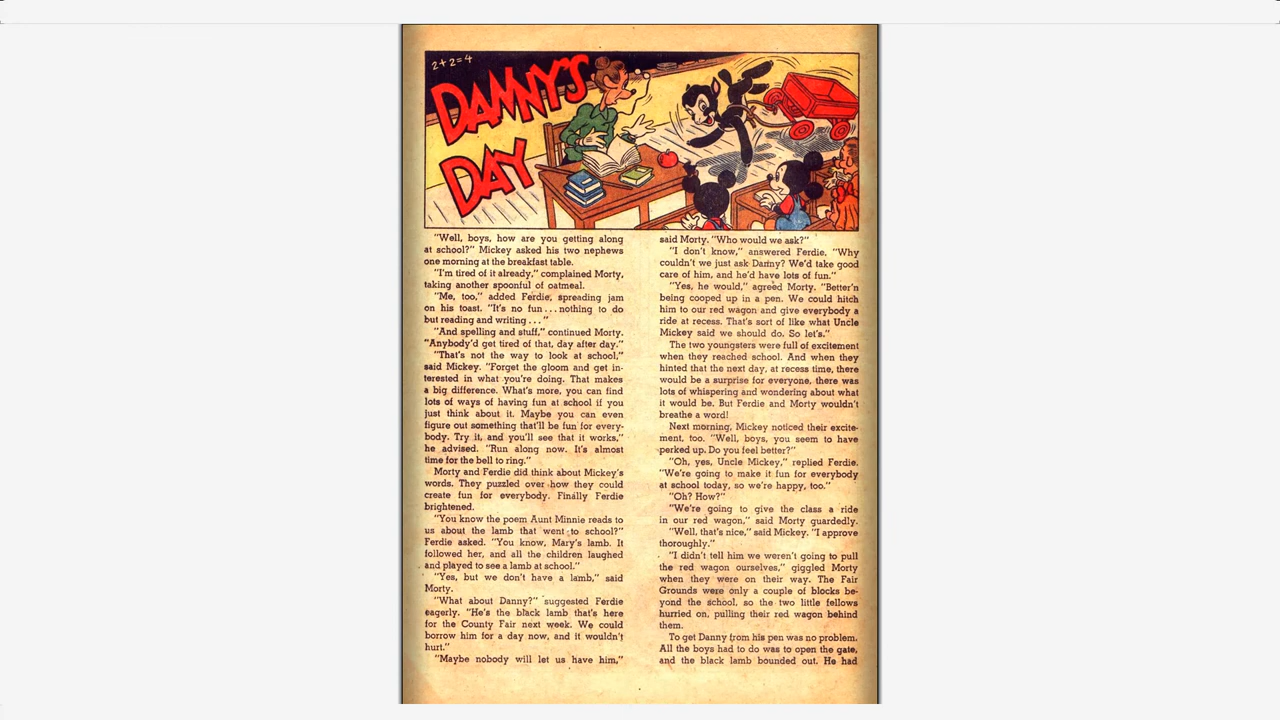 2+2=4
DANNY'S
DAY
"Well, boys, how are you getting along
at school?" Mickey asked his two nephews
one morning at the breakfast table.
"I'm tired of it already," complained Morty,
taking another spoonful of oatmeal.
"Me, too," added Ferdie, spreading jam
on his toast. "It's no fun...nothing to do
but reading and writing..."
"And spelling and stuff," continued Morty.
"Anybody'd get tired of that, day after day."
"That's not the way to look at school,"
said Mickey. "Forget the gloom and get in-
terested in what you're doing. That makes
a big difference. What's more, you can find
lots of ways of having fun at school if you
just think about it. Maybe you can even
figure out something that'll be fun for every-
body. Try it, and you'll see that it works,"
he advised. "Run along now. It's almost
time for the bell to ring."
Morty and Ferdie did think about Mickey's
words. They puzzled over how they could
create fun for everybody. Finally Ferdie
brightened.
"You know the poem Aunt Minnie reads to
us about the lamb that went to school?"
Ferdie asked. "You know, Mary's lamb. It
followed her, and all the children laughed
and played to see a lamb at school."
"Yes, but we don't have a lamb," said
Morty.
"What about Danny?" suggested Ferdie
eagerly. "He's the black lamb that's here
for the County Fair next week. We could
borrow him for a day now, and it wouldn't
hurt."
"Maybe nobody will let us have him,"
said Morty. "Who would we ask?"
"I don't know," answered Ferdie, "Why
couldn't we just ask Danny? We'd take good
care of him, and he'd have lots of fun."
"Yes, he would," agreed Morty. "Better'n
being cooped up in a pen. We could hitch
him to our red wagon and give everybody a
ride at recess. That's sort of like what Uncle
Mickey said we should do. So let's."
The two youngsters were full of excitement
when they reached school. And when they
hinted that the next day, at recess time, there
would be a surprise for everyone, there was
lots of whispering and wondering about what
it would be. But Ferdie and Morty wouldn't
breathe a word!
Next morning, Mickey noticed their excite-
ment, too. "Well, boys, you seem to have
perked up. Do you feel better?"
"Oh, yes, Uncle Mickey," replied Ferdie.
"We're going to make it fun for everybody
at school today, so we're happy, too."
"Oh? How?"
"We're going to give the class a ride
in our red wagon," said Morty guardedly.
"Well, that's nice," said Mickey. "I approve
thoroughly."
"I didn't tell him we weren't going to pull
the red wagon ourselves," giggled Morty
when they were on their way. The Fair
Grounds were only a couple of blocks be-
yond the school, so the two little fellows
hurried on, pulling their red wagon behind
them.
To get Danny from his pen was no problem.
All the boys had to do was to open the gate,
and the black lamb bounded out. He had